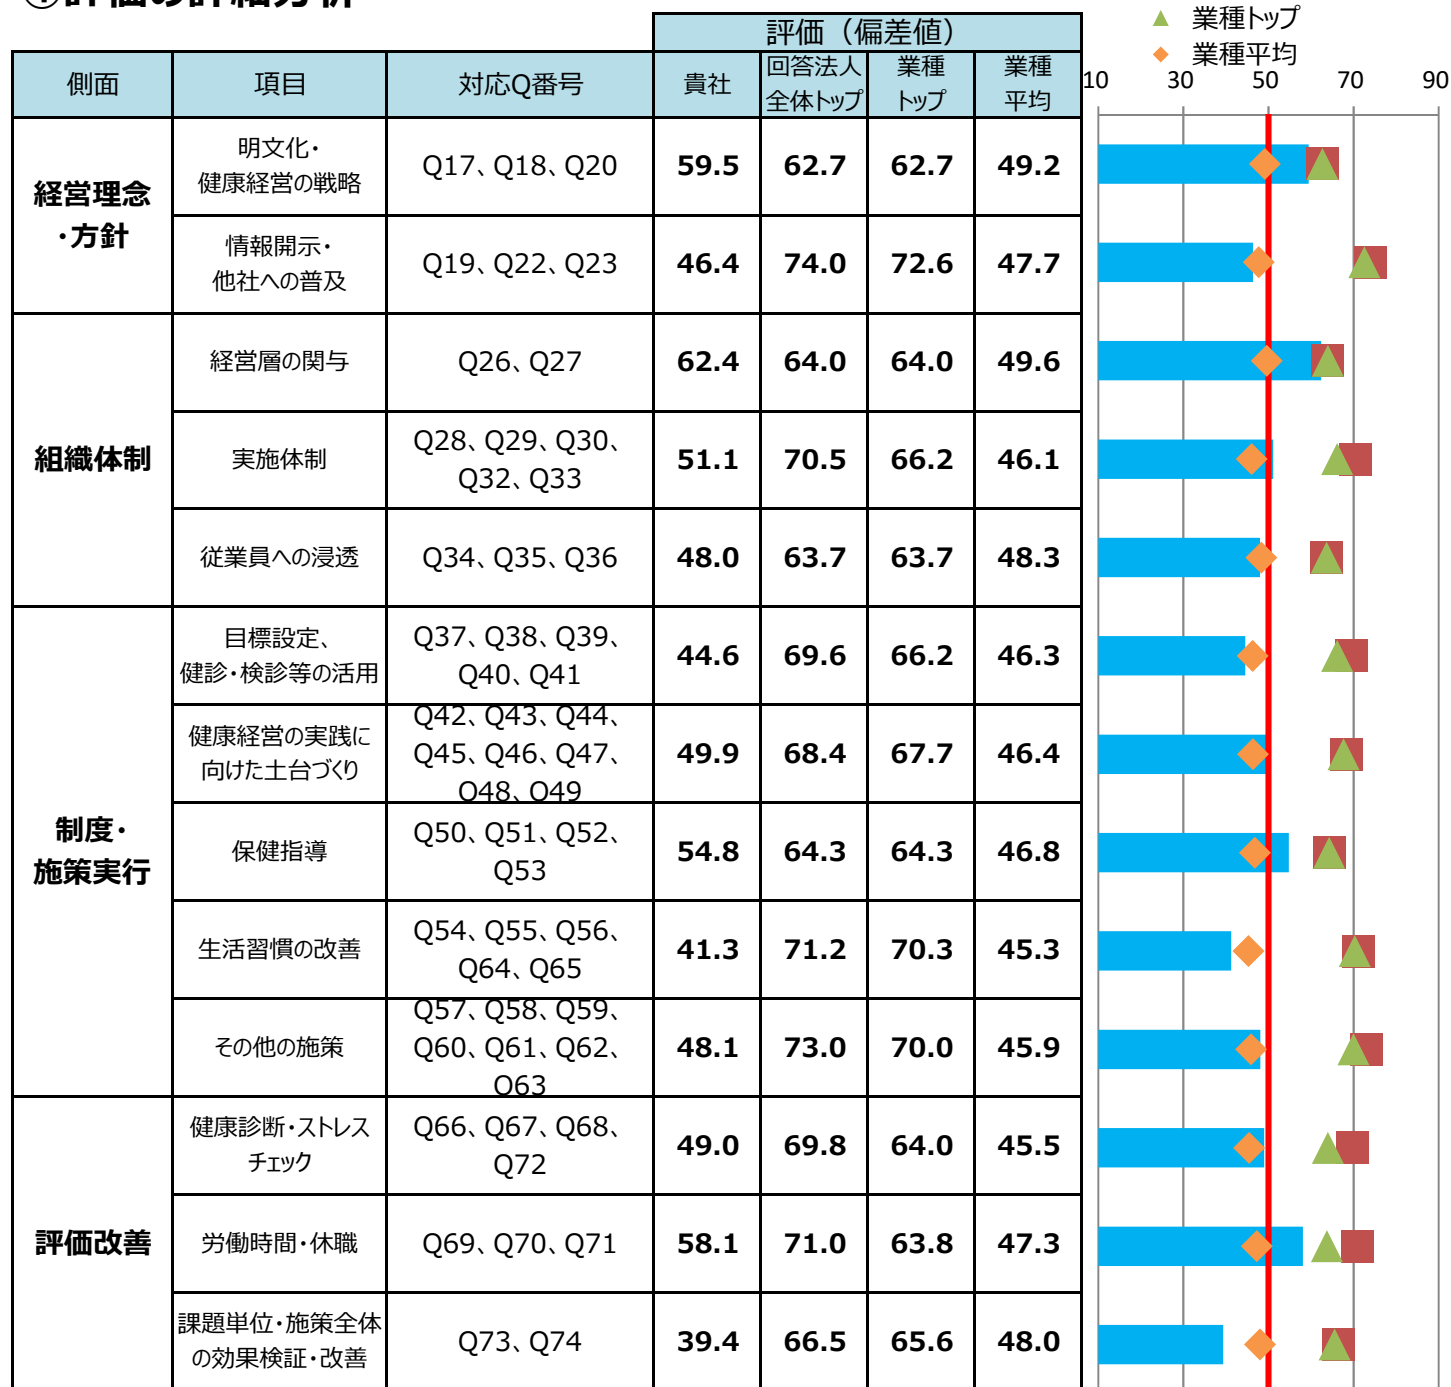 ①評価の詳細分析
業種トップ
業種平均
評価（偏差値）
側面 項目 対応Q番号 貴社 回答法人 業種 業種
全体トップ トップ 平均
10 30 50 70 90
経営理念
・方針
明文化・
健康経営の戦略
Q17、Q18、Q20 59.5 62.7 62.7 49.2
情報開示・
他社への普及
Q19、Q22、Q23 46.4 74.0 72.6 47.7
組織体制
経営層の関与 Q26、Q27 62.4 64.0 64.0 49.6
実施体制
Q28、Q29、Q30、
Q32、Q33
51.1 70.5 66.2 46.1
従業員への浸透 Q34、Q35、Q36 48.0 63.7 63.7 48.3
制度・
施策実行
目標設定、
健診・検診等の活用
Q37、Q38、Q39、
Q40、Q41
44.6 69.6 66.2 46.3
健康経営の実践に
向けた土台づくり
Q42、Q43、Q44、
Q45、Q46、Q47、
Q48、Q49
49.9 68.4 67.7 46.4
保健指導
Q50、Q51、Q52、
Q53
54.8 64.3 64.3 46.8
生活習慣の改善
Q54、Q55、Q56、
Q64、Q65
41.3 71.2 70.3 45.3
その他の施策
Q57、Q58、Q59、
Q60、Q61、Q62、
Q63
48.1 73.0 70.0 45.9
評価改善
健康診断・ストレス
チェック
Q66、Q67、Q68、
Q72
49.0 69.8 64.0 45.5
労働時間・休職 Q69、Q70、Q71 58.1 71.0 63.8 47.3
課題単位・施策全体
の効果検証・改善
Q73、Q74 39.4 66.5 65.6 48.0